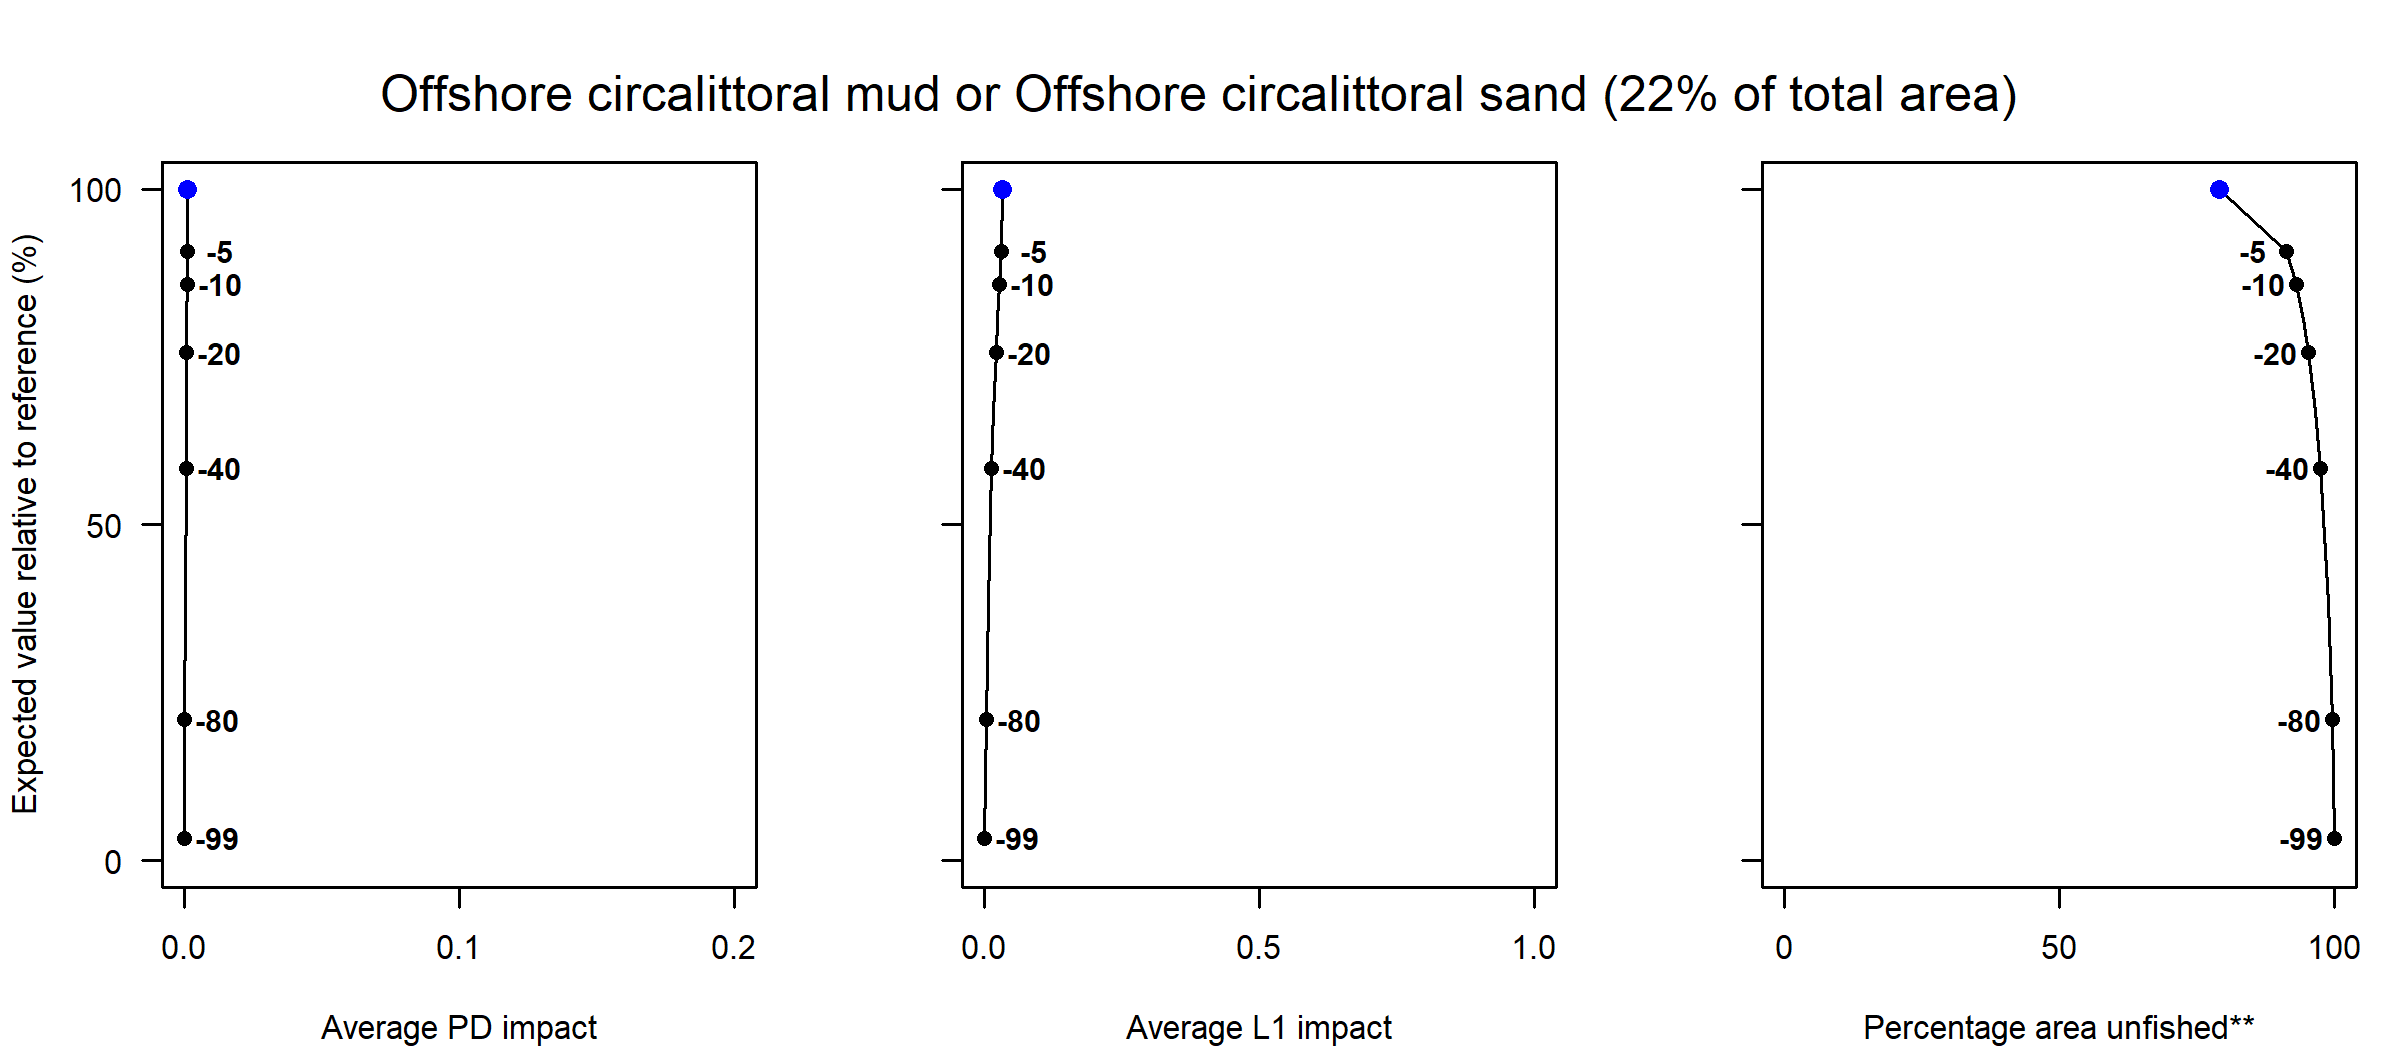 Offshore circalittoral mud or Offshore circalittoral sand (22% of total area)
Expected value relative to reference (%)
100
50
0
-5
-10
-20
-40
-80
-99
0.0 0.1 0.2
Average PD impact
-5
-10
-20
-40
-80
-99
0.0 0.5 1.0
Average L1 impact
-5
-10
-20
-40
-80
-99
0 50 100
Percentage area unfished**